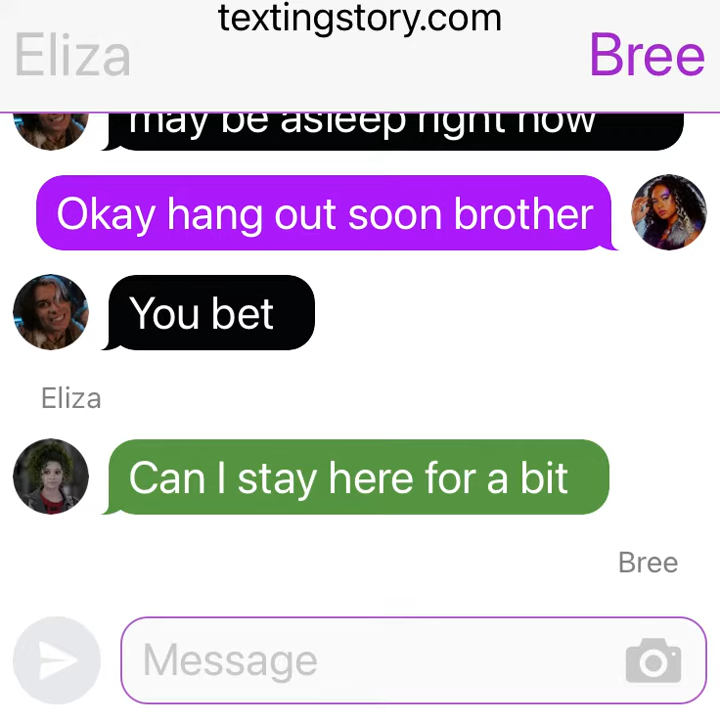 textingstory.com
Eliza
Bree
may be asleep right now
Okay hang out soon brother
You bet
Eliza
Can I stay here for a bit
Bree
Message